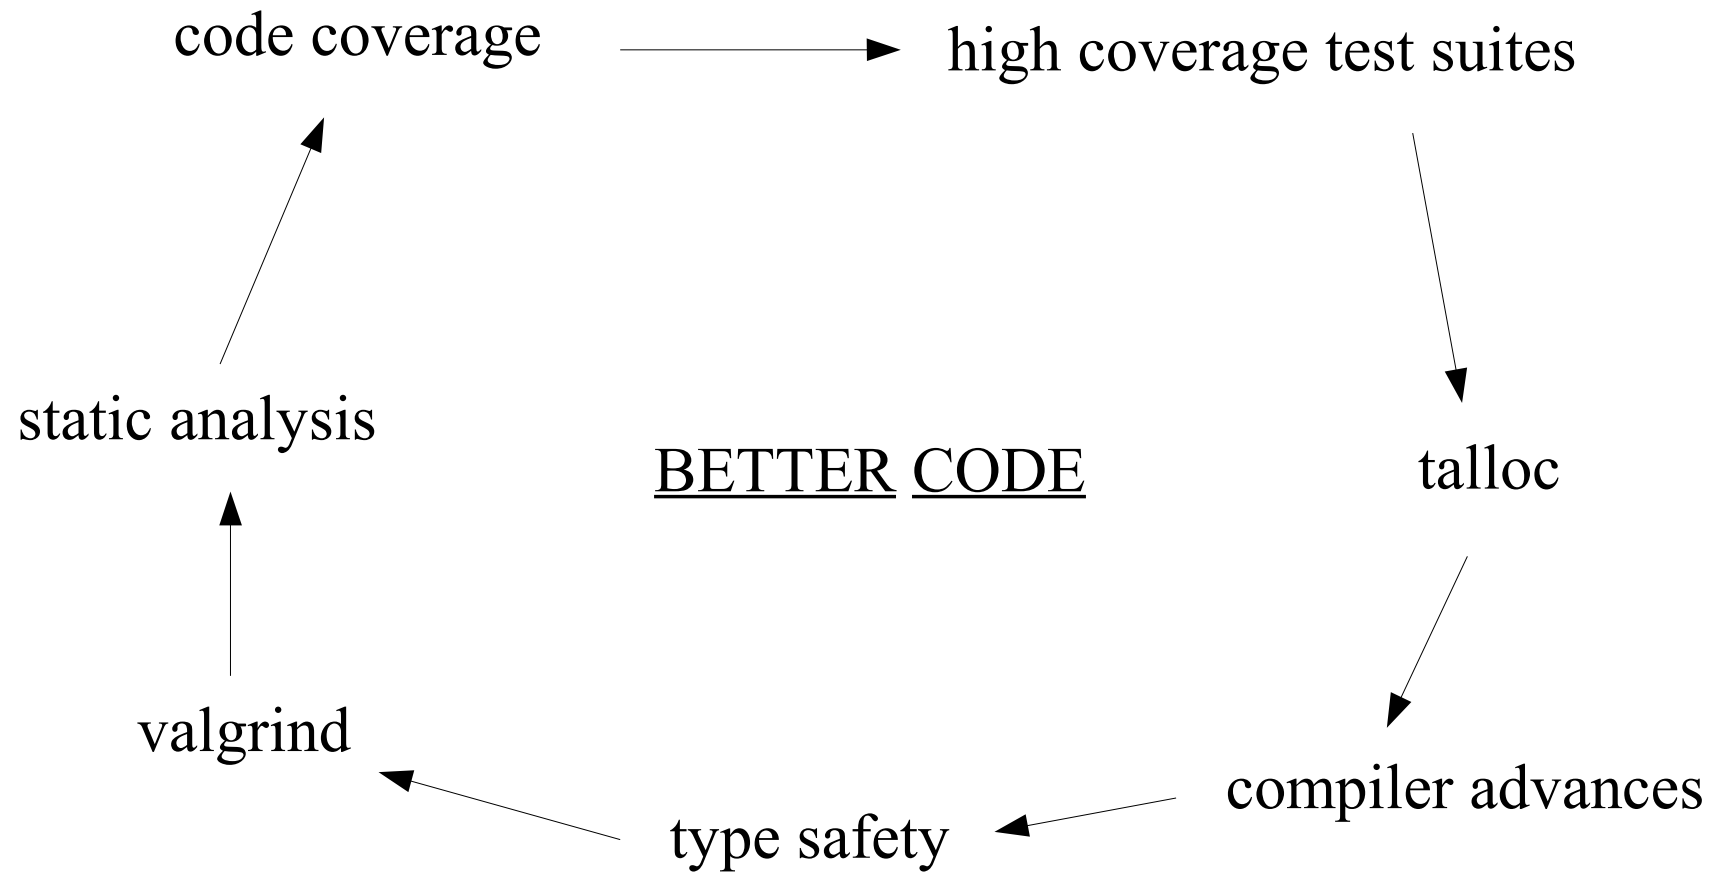 code coverage
high coverage test suites
static analysis
BETTER CODE
talloc
valgrind
compiler advances
type safety